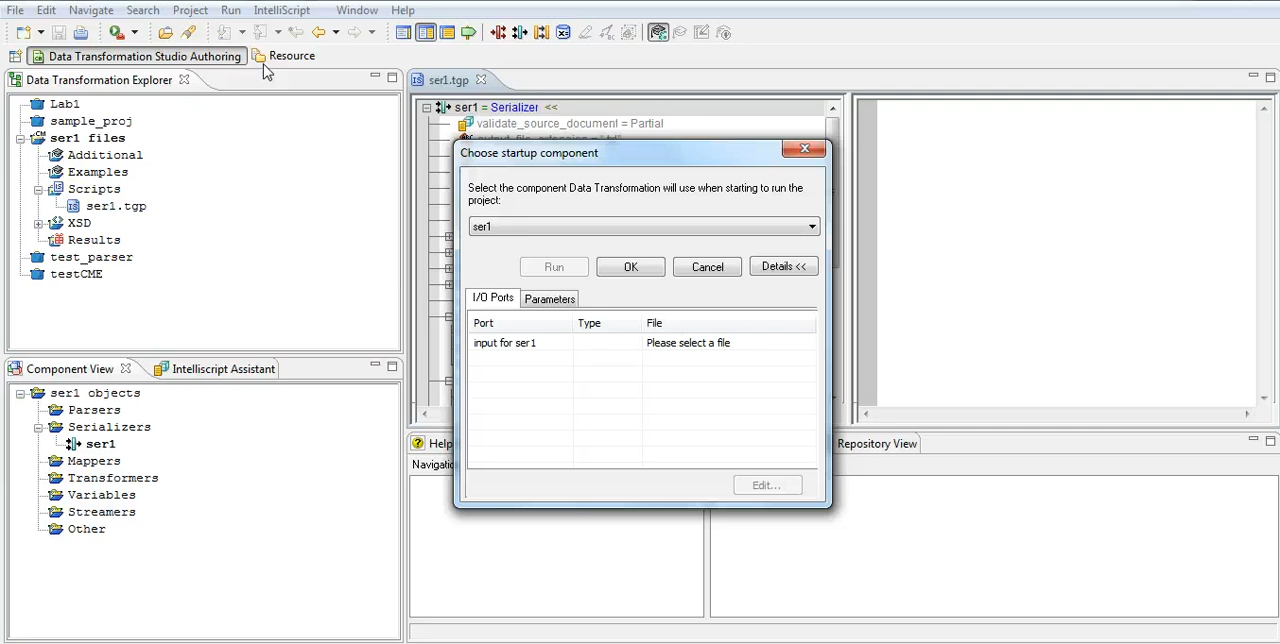 File Edit Navigate Search Project Run IntelliScript Window Help
Data Transformation Studio Authoring Resource
Data Transformation Explorer
Lab1
sample_proj
ser1 files
Additional
Examples
Scripts
ser1.tgp
XSD
Results
test_parser
testCME
Component View Intelliscript Assistant
ser1 objects
Parsers
Serializers
ser1
Mappers
Transformers
Variables
Streamers
Other
ser1.tgp
ser1 = Serializer <<
validate_source_document = Partial
Choose startup component
Select the component Data Transformation will use when starting to run the
project:
ser1
Run OK Cancel Details <<
I/O Ports Parameters
Port Type File
input for ser1 Please select a file
Edit...
Help Repository View